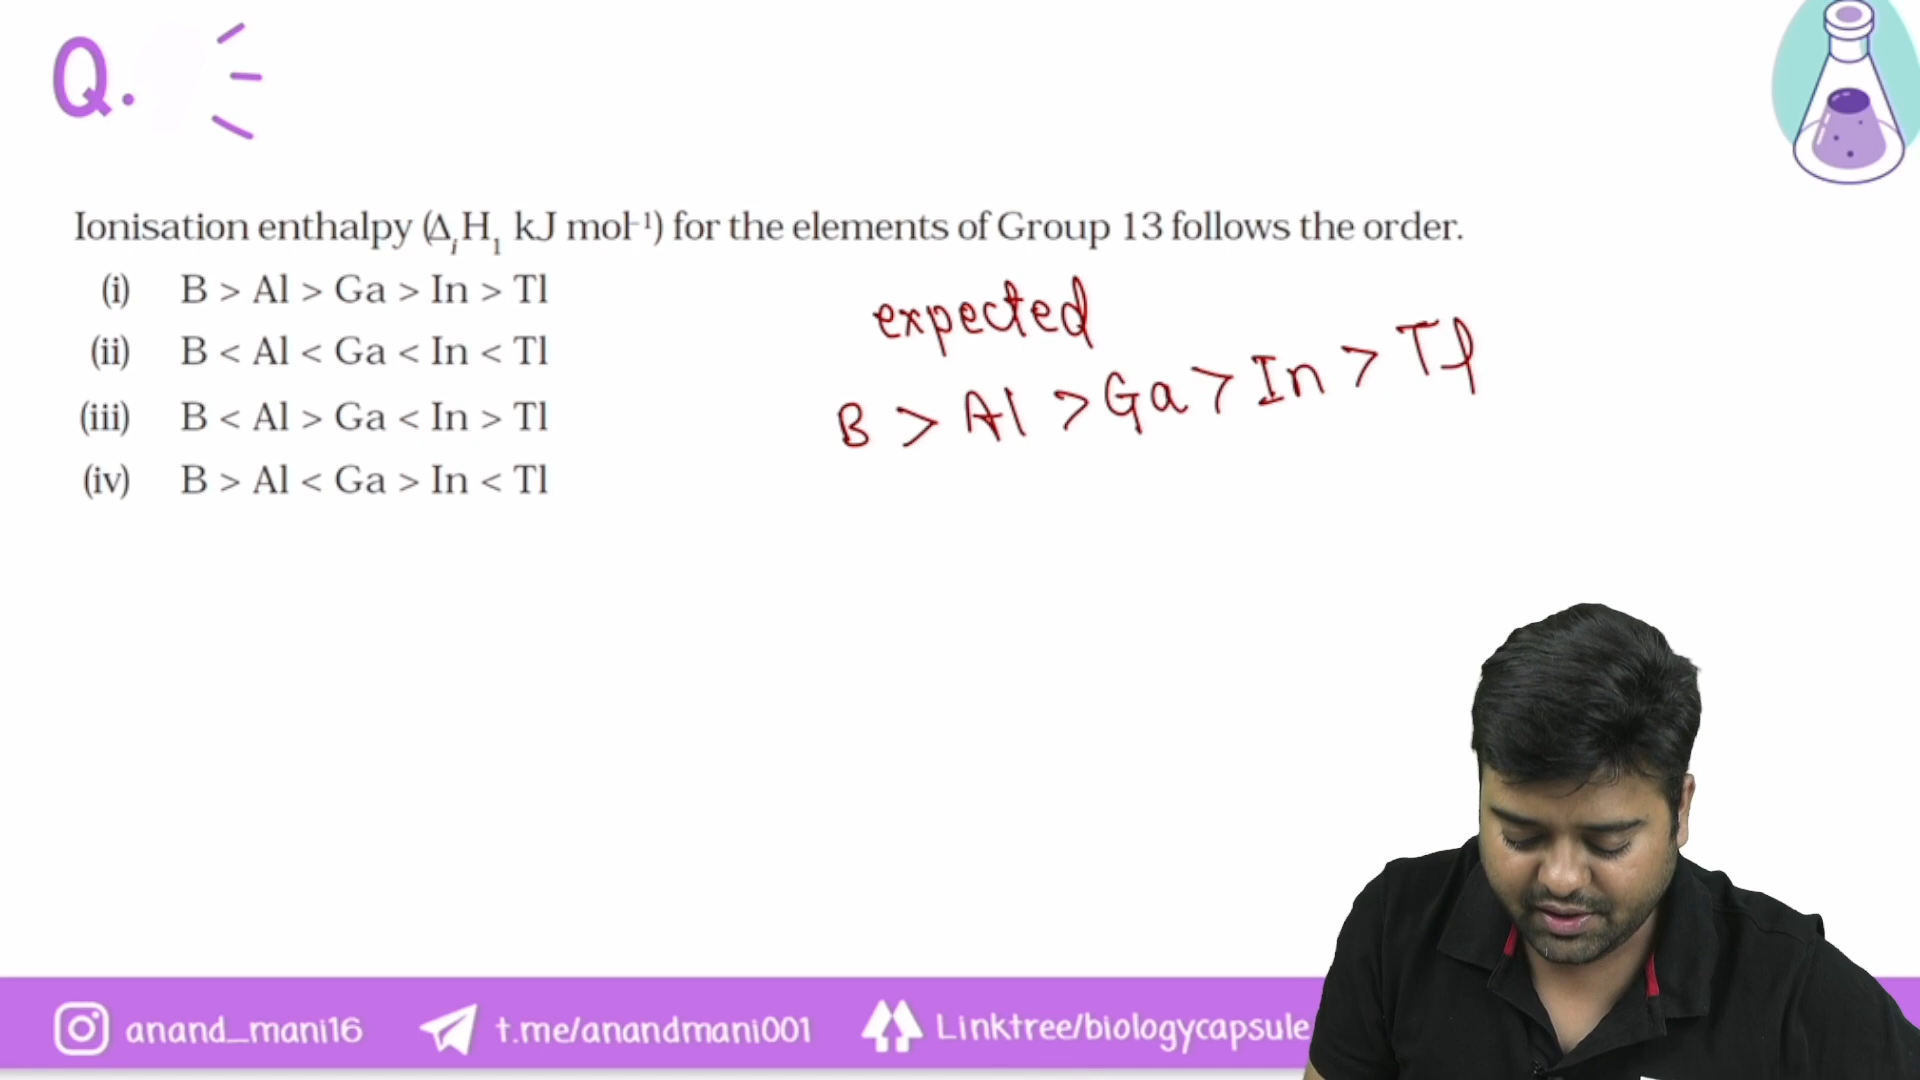 Q.
Ionisation enthalpy (ΔᵢH₁ kJ mol⁻¹) for the elements of Group 13 follows the order.
(i) B > Al > Ga > In > Tl
(ii) B < Al < Ga < In < Tl
(iii) B < Al > Ga < In > Tl
(iv) B > Al < Ga > In < Tl
expected
B > Al > Ga > In > Tl
anand_mani16
t.me/anandmani001
Linktree/biologycapsule